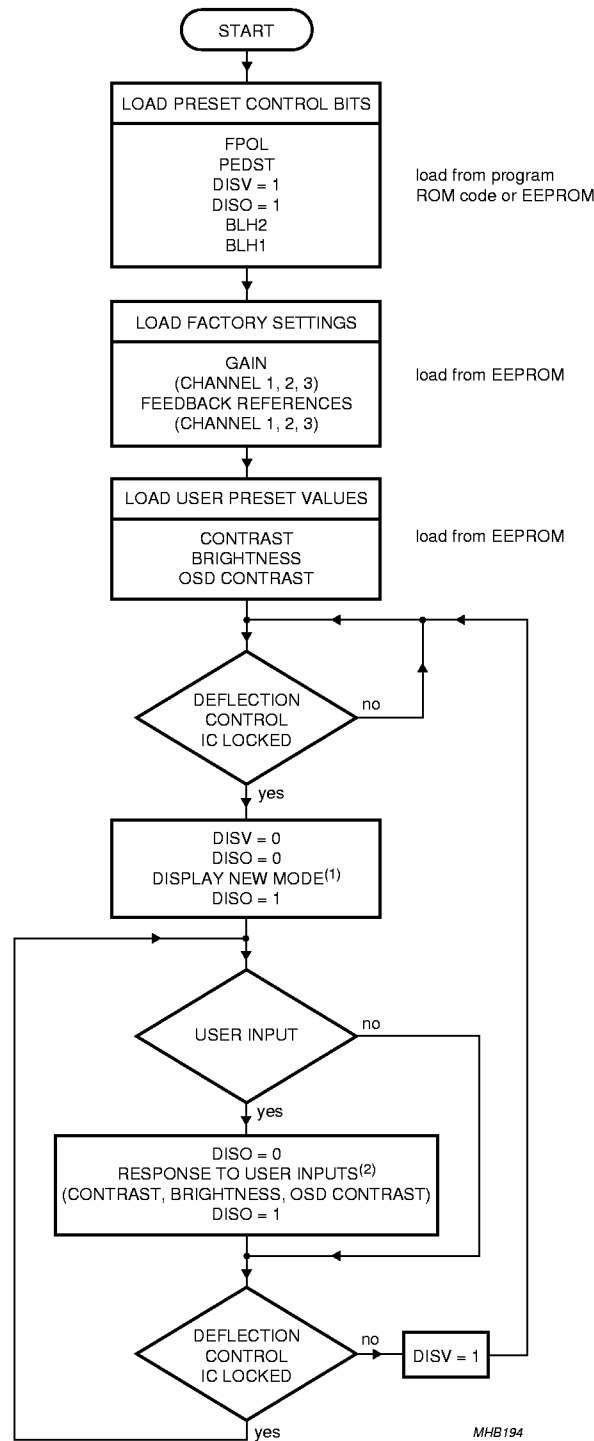 START
LOAD PRESET CONTROL BITS
FPOL
PEDST
DISV = 1
DISO = 1
BLH2
BLH1
load from program
ROM code or EEPROM
LOAD FACTORY SETTINGS
GAIN
(CHANNEL 1, 2, 3)
FEEDBACK REFERENCES
(CHANNEL 1, 2, 3)
load from EEPROM
LOAD USER PRESET VALUES
CONTRAST
BRIGHTNESS
OSD CONTRAST
load from EEPROM
DEFLECTION
CONTROL
IC LOCKED
no
yes
DISV = 0
DISO = 0
DISPLAY NEW MODE(1)
DISO = 1
USER INPUT
no
yes
DISO = 0
RESPONSE TO USER INPUTS(2)
(CONTRAST, BRIGHTNESS, OSD CONTRAST)
DISO = 1
DEFLECTION
CONTROL
IC LOCKED
no
DISV = 1
yes
MHB194